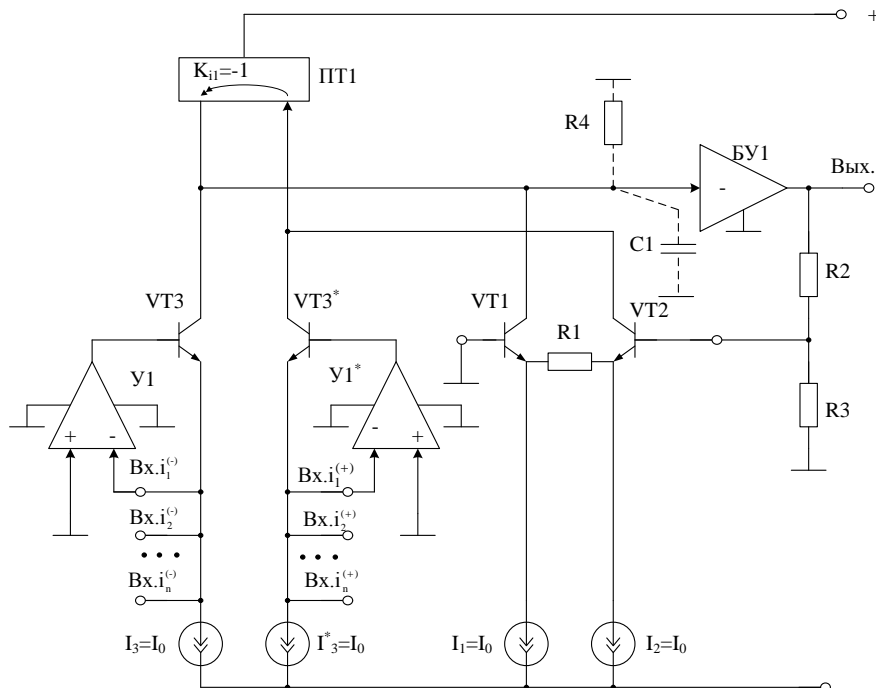 +
K_{i1}=-1
ПТ1
R4
БУ1
Вых.
-
C1
R2
VT3
VT3*
VT1
R1
VT2
У1
У1*
R3
+ -
- +
Вх.i_1^{(-)}
Вх.i_1^{(+)}
Вх.i_2^{(-)}
Вх.i_2^{(+)}
• • •
• • •
Вх.i_n^{(-)}
Вх.i_n^{(+)}
I_3=I_0
I^*_3=I_0
I_1=I_0
I_2=I_0